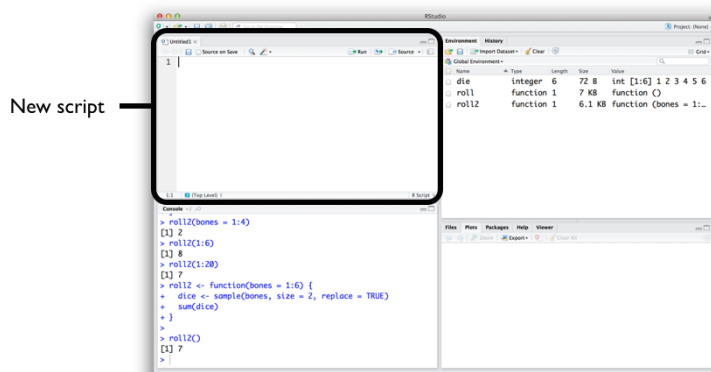 RStudio
Project: (None)
Untitled1
Source on Save
Run
Source
1
New script
1:1
(Top Level)
R Script
Console
}
> roll2(bones = 1:4)
[1] 2
> roll2(1:6)
[1] 8
> roll2(1:20)
[1] 7
> roll2 <- function(bones = 1:6) {
+   dice <- sample(bones, size = 2, replace = TRUE)
+   sum(dice)
+ }
>
> roll2()
[1] 7
>
Environment History
Import Dataset Clear
Grid
Global Environment
Name Type Length Size Value
die integer 6 72 B int [1:6] 1 2 3 4 5 6
roll function 1 7 KB function ()
roll2 function 1 6.1 KB function (bones = 1:…
Files Plots Packages Help Viewer
Zoom Export Clear All